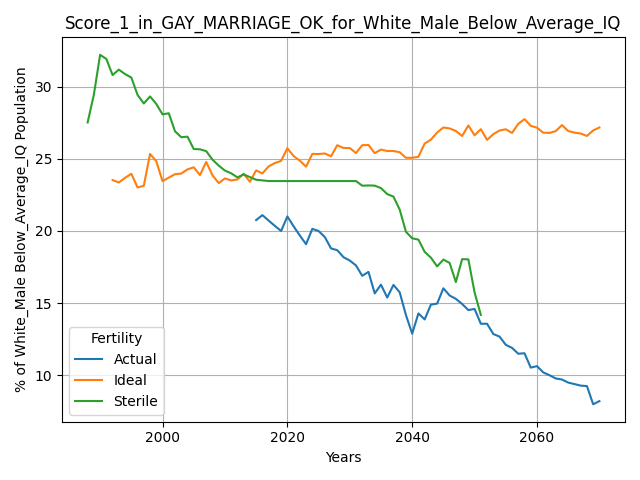 Score_1_in_GAY_MARRIAGE_OK_for_White_Male_Below_Average_IQ
% of White_Male Below_Average_IQ Population
30
25
20
15
10
Fertility
Actual
Ideal
Sterile
2000
2020
2040
2060
Years